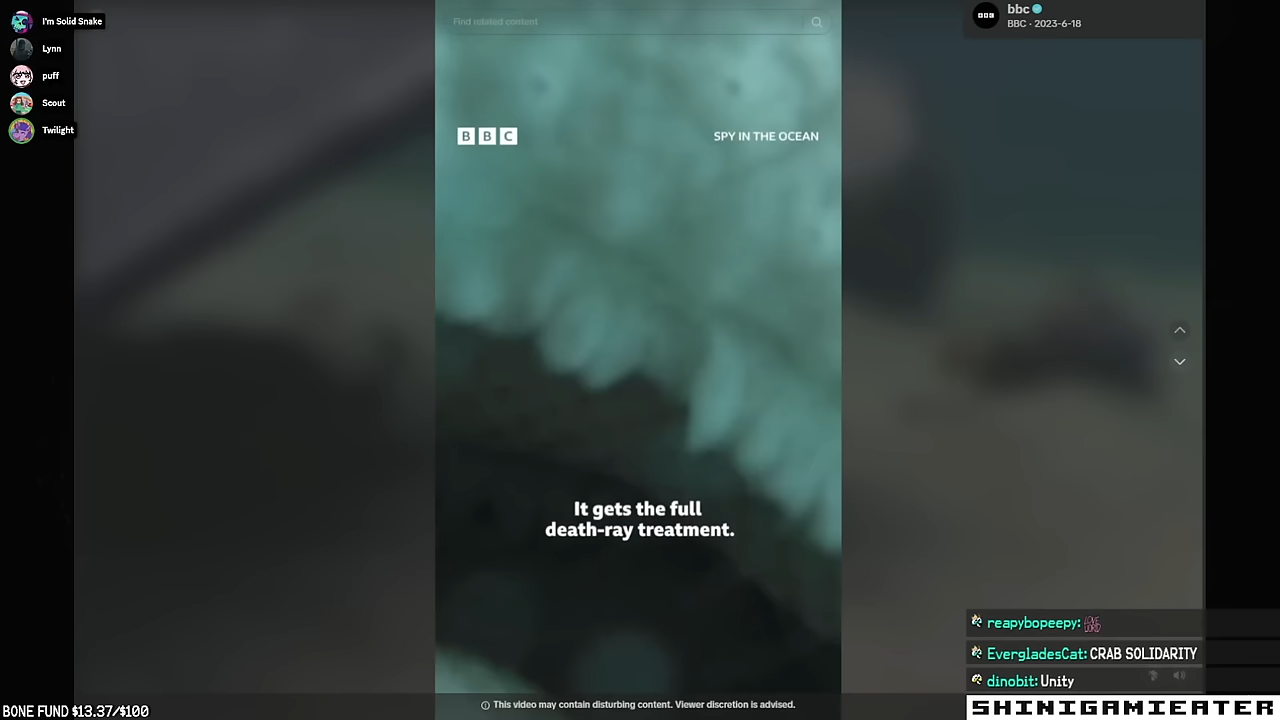 I'm Solid Snake
Lynn
puff
Scout
Twilight
Find related content
BBC
SPY IN THE OCEAN
bbc
BBC · 2023-6-18
It gets the full
death-ray treatment.
reapybopeepy:
EvergladesCat: CRAB SOLIDARITY
dinobit: Unity
This video may contain disturbing content. Viewer discretion is advised.
BONE FUND $13.37/$100
SHINIGAMIEATER